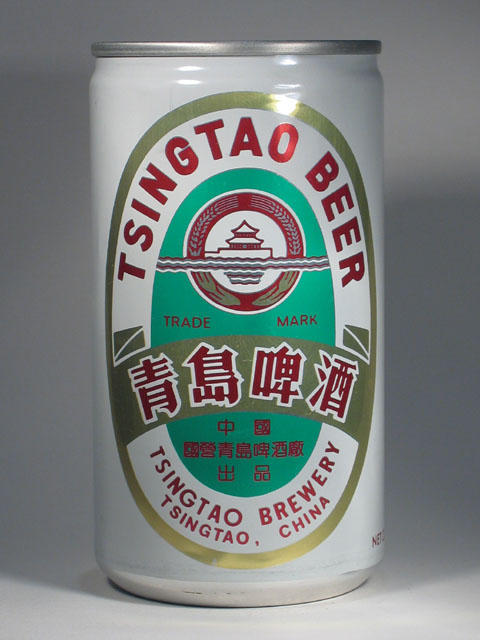 TSINGTAO BEER
TRADE MARK
青島啤酒
中國
國營青島啤酒廠
出品
TSINGTAO BREWERY
TSINGTAO, CHINA
NET